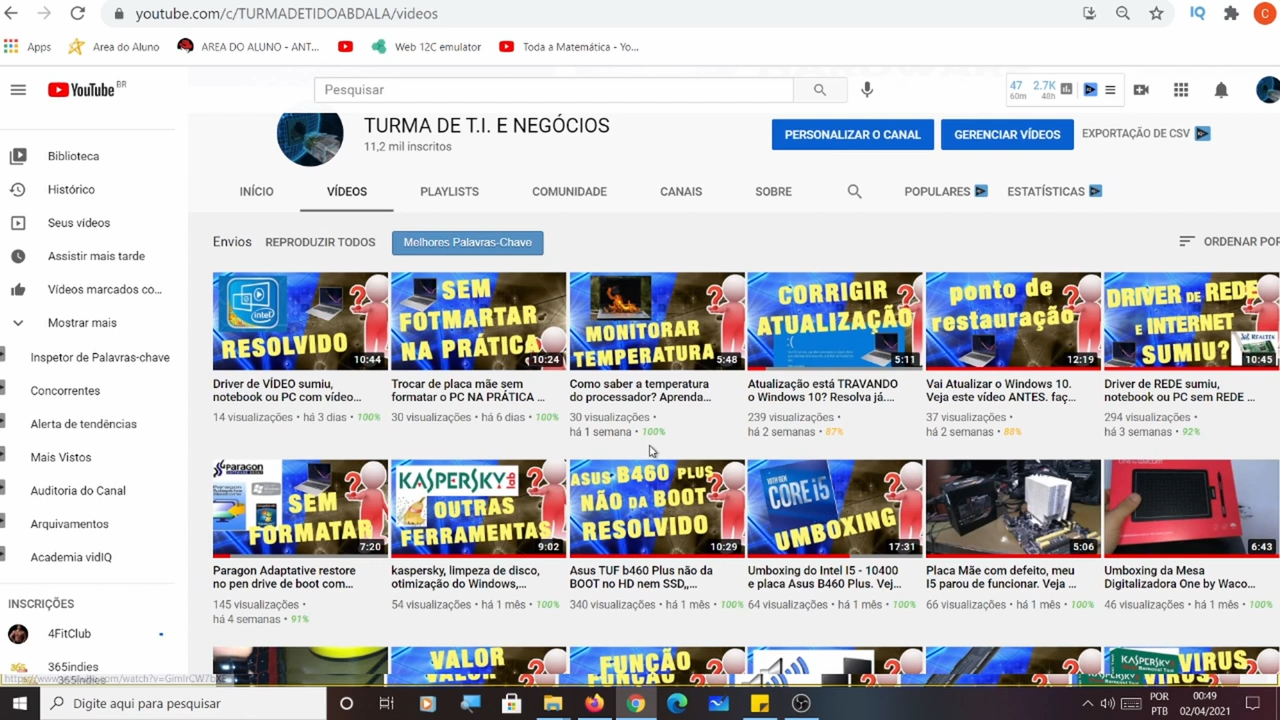 youtube.com/c/TURMADETIDOABDALA/videos
C
Apps
Area do Aluno
AREA DO ALUNO - ANT...
Web 12C emulator
Toda a Matemática - Yo...
YouTube BR
Pesquisar
47 60m
2.7K 48h
TURMA DE T.I. E NEGÓCIOS
11,2 mil inscritos
PERSONALIZAR O CANAL
GERENCIAR VÍDEOS
EXPORTAÇÃO DE CSV
INÍCIO
VÍDEOS
PLAYLISTS
COMUNIDADE
CANAIS
SOBRE
POPULARES
ESTATÍSTICAS
Biblioteca
Histórico
Seus vídeos
Assistir mais tarde
Vídeos marcados co...
Mostrar mais
Inspetor de Palavras-chave
Concorrentes
Alerta de tendências
Mais Vistos
Auditoria do Canal
Arquivamentos
Academia vidIQ
INSCRIÇÕES
4FitClub
365indies
Envios
REPRODUZIR TODOS
Melhores Palavras-Chave
ORDENAR POR
intel
RESOLVIDO
10:44
Driver de VÍDEO sumiu,
notebook ou PC com vídeo...
14 visualizações • há 3 dias • 100%
SEM
FOTMARTAR
NA PRÁTICA
10:24
Trocar de placa mãe sem
formatar o PC NA PRÁTICA ...
30 visualizações • há 6 dias • 100%
MONITORAR
TEMPERATURA
5:48
Como saber a temperatura
do processador? Aprenda...
30 visualizações •
há 1 semana • 100%
CORRIGIR
ATUALIZAÇÃO
5:11
Atualização está TRAVANDO
o Windows 10? Resolva já....
239 visualizações •
há 2 semanas • 87%
ponto de
restauração
12:19
Vai Atualizar o Windows 10.
Veja este vídeo ANTES. faç...
37 visualizações •
há 2 semanas • 88%
DRIVER DE REDE
E INTERNET
SUMIU?
REALTEK
10:45
Driver de REDE sumiu,
notebook ou PC sem REDE ...
294 visualizações •
há 3 semanas • 92%
Paragon
SEM
FORMATAR
7:20
Paragon Adaptative restore
no pen drive de boot com...
145 visualizações •
há 4 semanas • 91%
KASPERSKY lab
OUTRAS
FERRAMENTAS
9:02
kaspersky, limpeza de disco,
otimização do Windows,...
54 visualizações • há 1 mês • 100%
ASUS B460 PLUS
NÃO DA BOOT
RESOLVIDO
10:29
Asus TUF b460 Plus não da
BOOT no HD nem SSD,,..
340 visualizações • há 1 mês • 100%
10TH GEN
CORE i5
UMBOXING
17:31
Umboxing do Intel I5 - 10400
e placa Asus B460 Plus. Vej...
64 visualizações • há 1 mês • 100%
5:06
Placa Mãe com defeito, meu
I5 parou de funcionar. Veja ...
66 visualizações • há 1 mês • 100%
6:43
Umboxing da Mesa
Digitalizadora One by Waco...
46 visualizações • há 1 mês • 100%
VALOR
FUNÇÃO
KASPERSKY
VIRUS
Digite aqui para pesquisar
POR
PTB
00:49
02/04/2021